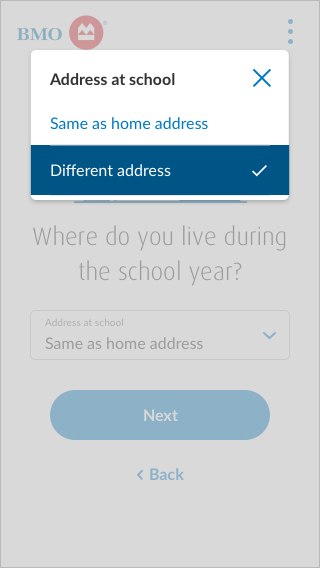 BMO
Address at school
Same as home address
Different address
Where do you live during
the school year?
Address at school
Same as home address
Next
Back